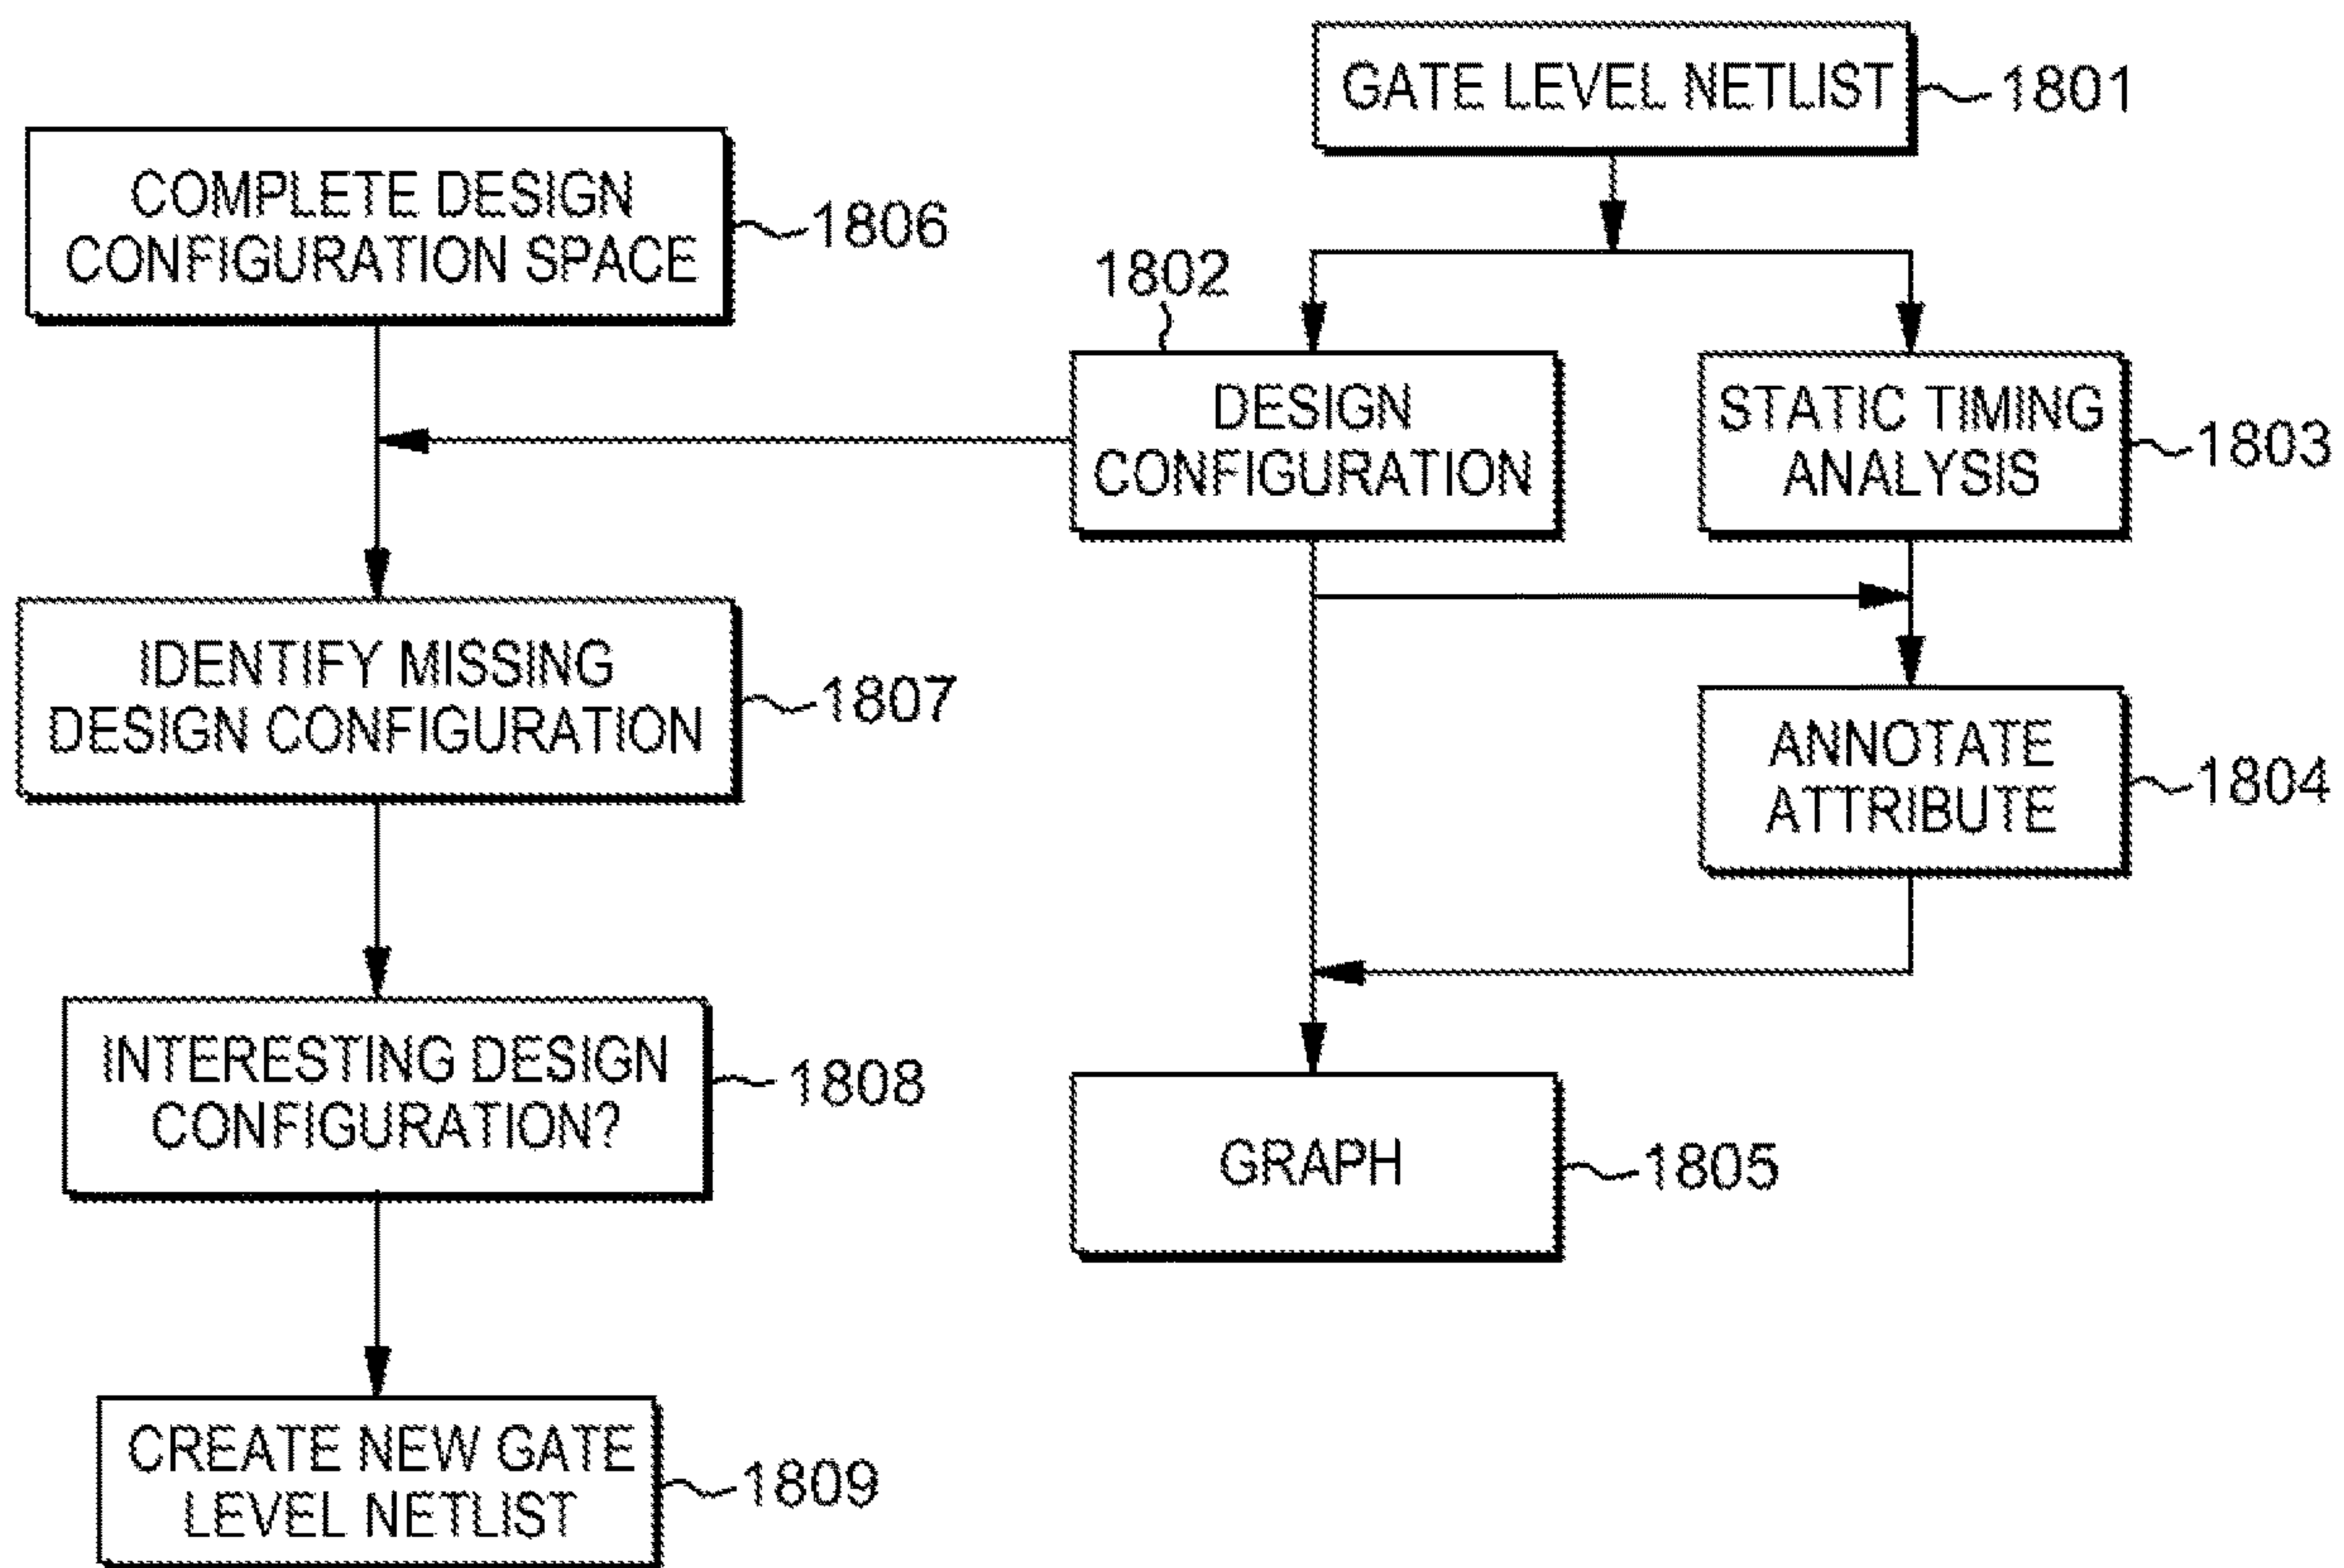 GATE LEVEL NETLIST
1801
COMPLETE DESIGN
CONFIGURATION SPACE
1806
1802
DESIGN
CONFIGURATION
STATIC TIMING
ANALYSIS
1803
IDENTIFY MISSING
DESIGN CONFIGURATION
1807
ANNOTATE
ATTRIBUTE
1804
INTERESTING DESIGN
CONFIGURATION?
1808
GRAPH
1805
CREATE NEW GATE
LEVEL NETLIST
1809